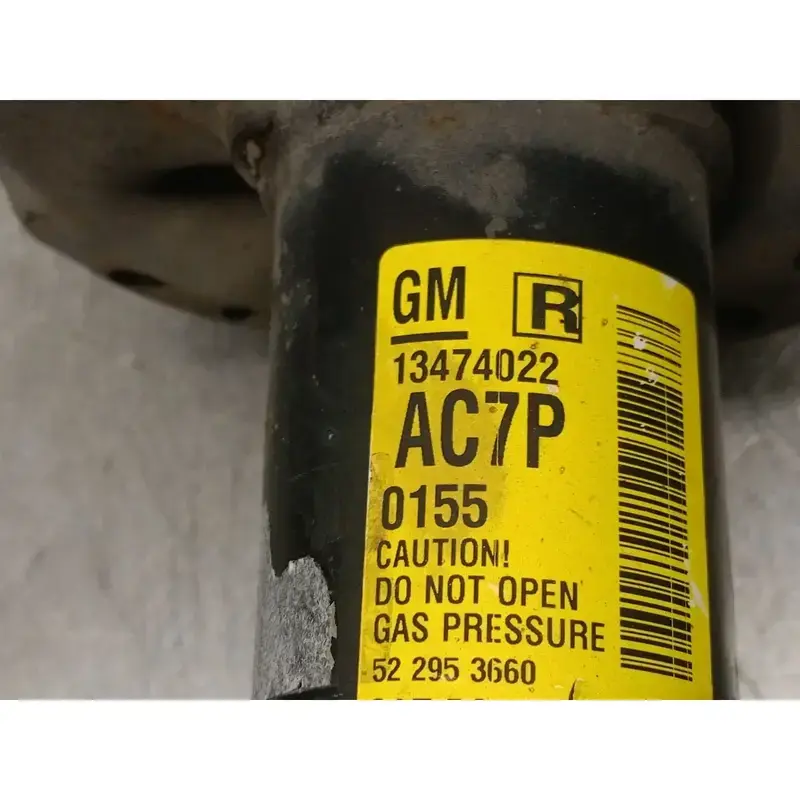 GM R
13474022
AC7P
0155
CAUTION!
DO NOT OPEN
GAS PRESSURE
52 295 3660